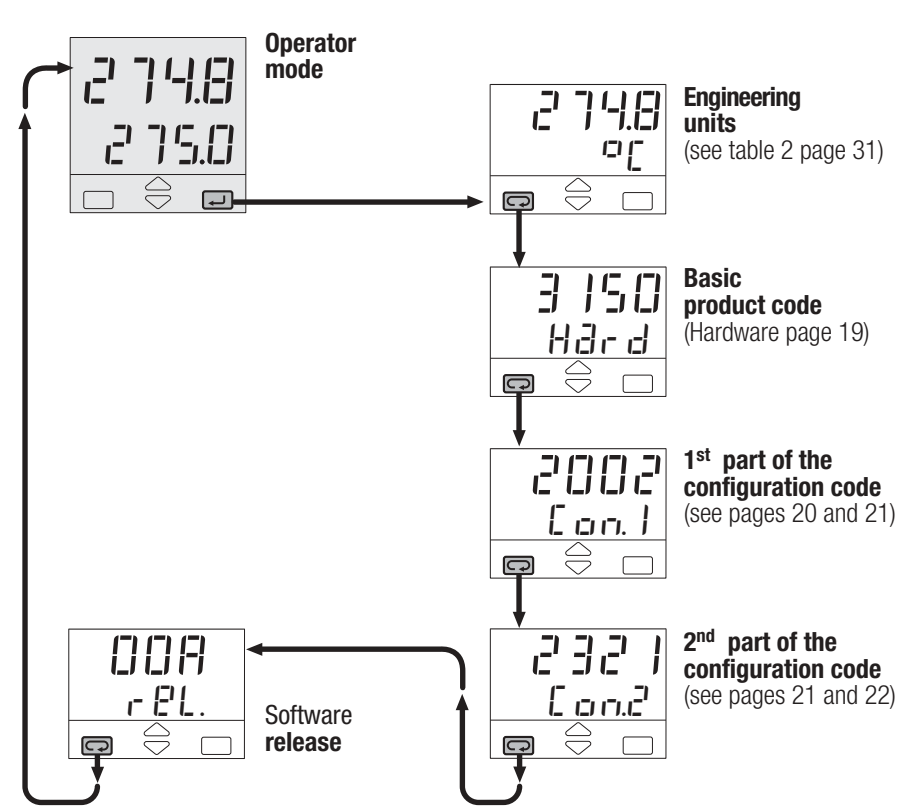 274.8
275.0
Operator
mode
274.8
°C
Engineering
units
(see table 2 page 31)
3150
Hard
Basic
product code
(Hardware page 19)
2002
Con.1
1st part of the
configuration code
(see pages 20 and 21)
2321
Con.2
2nd part of the
configuration code
(see pages 21 and 22)
00A
rEL.
Software
release